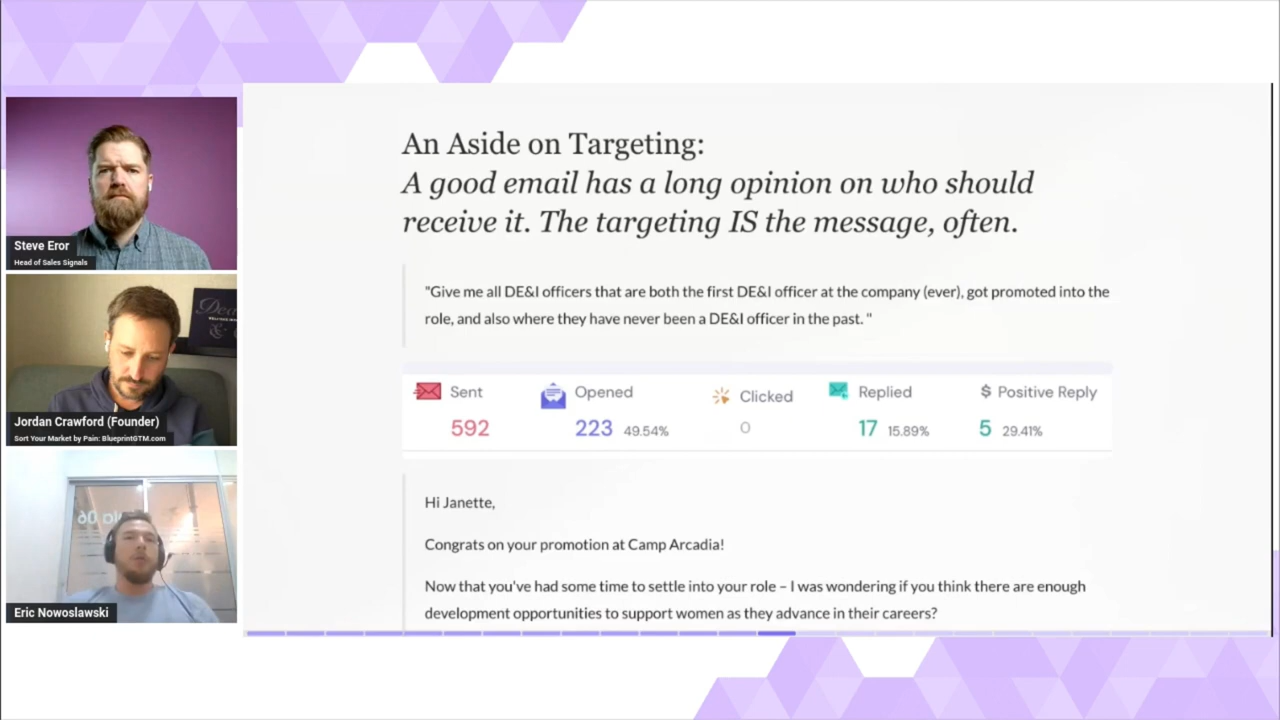 Steve Eror
Head of Sales Signals
Jordan Crawford (Founder)
Sort Your Market by Pain: BlueprintGTM.com
Eric Nowoslawski
An Aside on Targeting:
A good email has a long opinion on who should
receive it. The targeting IS the message, often.
"Give me all DE&I officers that are both the first DE&I officer at the company (ever), got promoted into the
role, and also where they have never been a DE&I officer in the past. "
Sent
592
Opened
223 49.54%
Clicked
0
Replied
17 15.89%
$ Positive Reply
5 29.41%
Hi Janette,
Congrats on your promotion at Camp Arcadia!
Now that you've had some time to settle into your role – I was wondering if you think there are enough
development opportunities to support women as they advance in their careers?